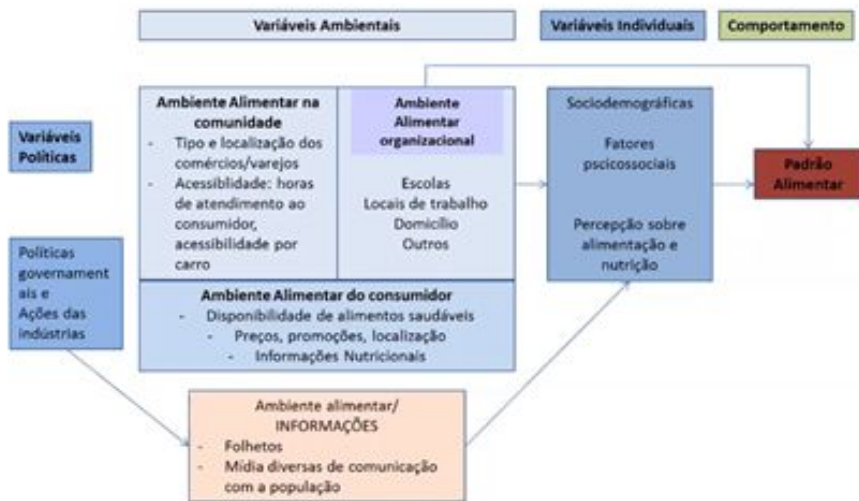 Variáveis Ambientais
Variáveis Individuais
Comportamento
Variáveis
Políticas
Políticas
governament
ais e
Ações das
indústrias
Ambiente Alimentar na
comunidade
- Tipo e localização dos
comércios/varejos
- Acessiblidade: horas
de atendimento ao
consumidor,
acessibilidade por
carro
Ambiente
Alimentar
organizacional
Escolas
Locais de trabalho
Domicílio
Outros
Ambiente Alimentar do consumidor
- Disponibilidade de alimentos saudáveis
- Preços, promoções, localização
- Informações Nutricionais
Ambiente alimentar/
INFORMAÇÕES
- Folhetos
- Mídia diversas de comunicação
com a população
Sociodemográficas
Fatores
pscicossociais
Percepção sobre
alimentação e
nutrição
Padrão
Alimentar